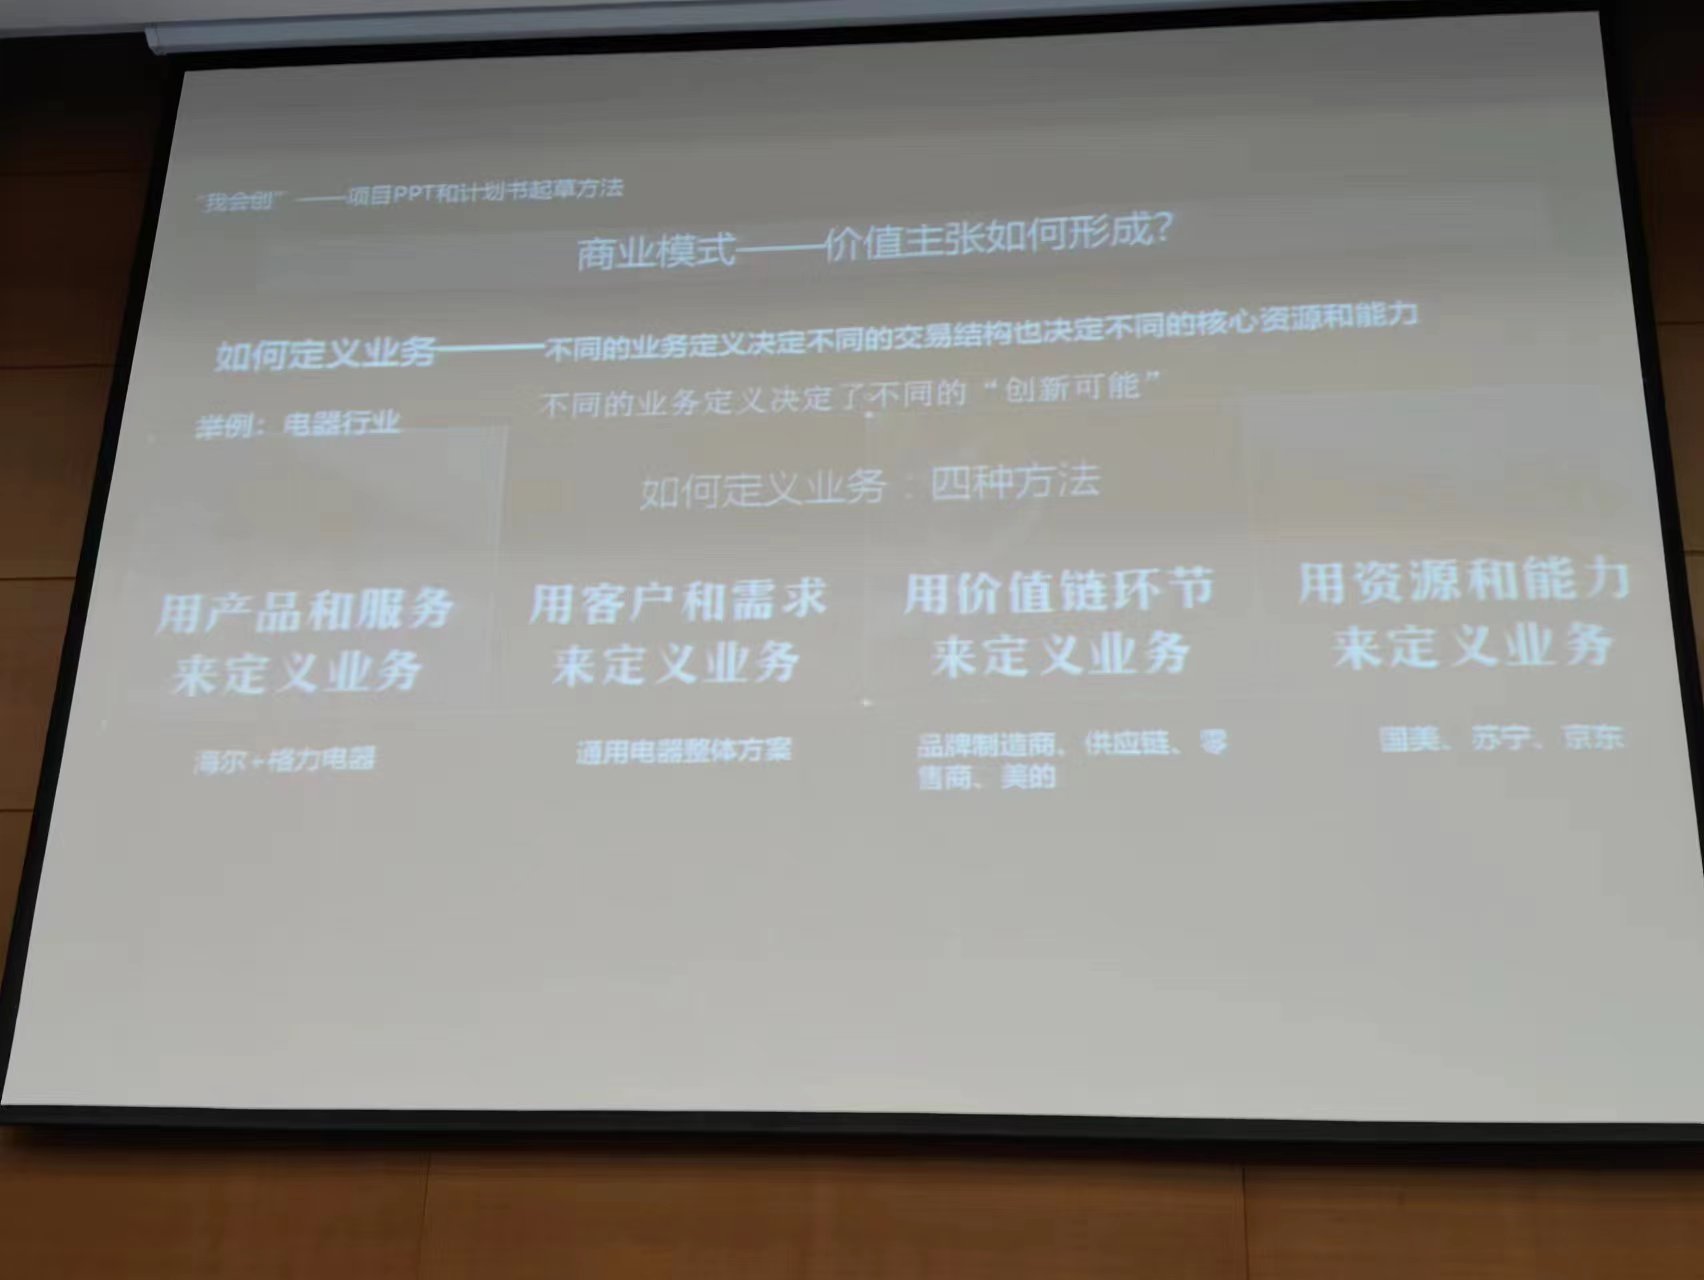 “我会创”——项目PPT和计划书起草方法
商业模式——价值主张如何形成？
如何定义业务———不同的业务定义决定不同的交易结构也决定不同的核心资源和能力
不同的业务定义决定了不同的“创新可能”
举例：电器行业
如何定义业务：四种方法
用产品和服务
来定义业务
用客户和需求
来定义业务
用价值链环节
来定义业务
用资源和能力
来定义业务
海尔+格力电器
通用电器整体方案
品牌制造商、供应链、零
售商、美的
国美、苏宁、京东